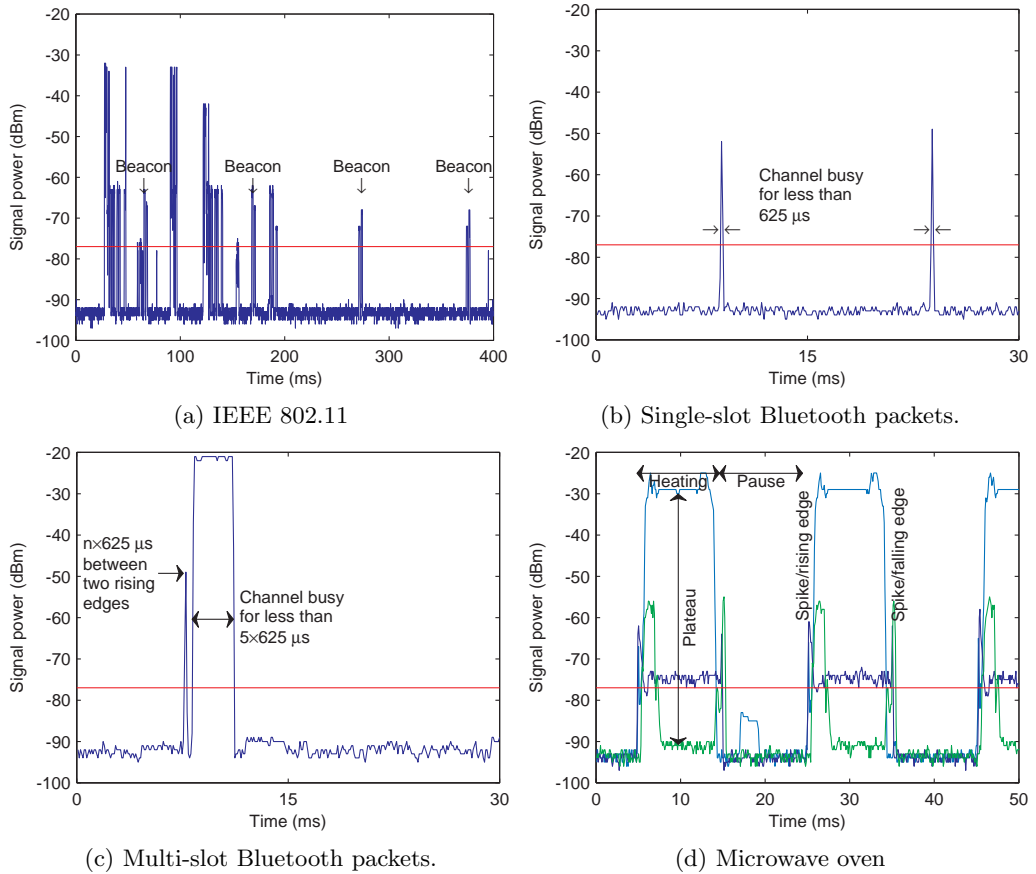 -20
-30
-40
-50
-60
-70
-80
-90
-100
Signal power (dBm)
Beacon
Beacon
Beacon
Beacon
0
100
200
300
400
Time (ms)
(a) IEEE 802.11
-20
-30
-40
-50
-60
-70
-80
-90
-100
Signal power (dBm)
Channel busy
for less than
625 μs
0
15
30
Time (ms)
(b) Single-slot Bluetooth packets.
-20
-30
-40
-50
-60
-70
-80
-90
-100
Signal power (dBm)
n×625 μs
between
two rising
edges
Channel busy
for less than
5×625 μs
0
15
30
Time (ms)
(c) Multi-slot Bluetooth packets.
-20
-30
-40
-50
-60
-70
-80
-90
-100
Signal power (dBm)
Heating
Pause
Plateau
Spike/rising edge
Spike/falling edge
0
10
20
30
40
50
Time (ms)
(d) Microwave oven